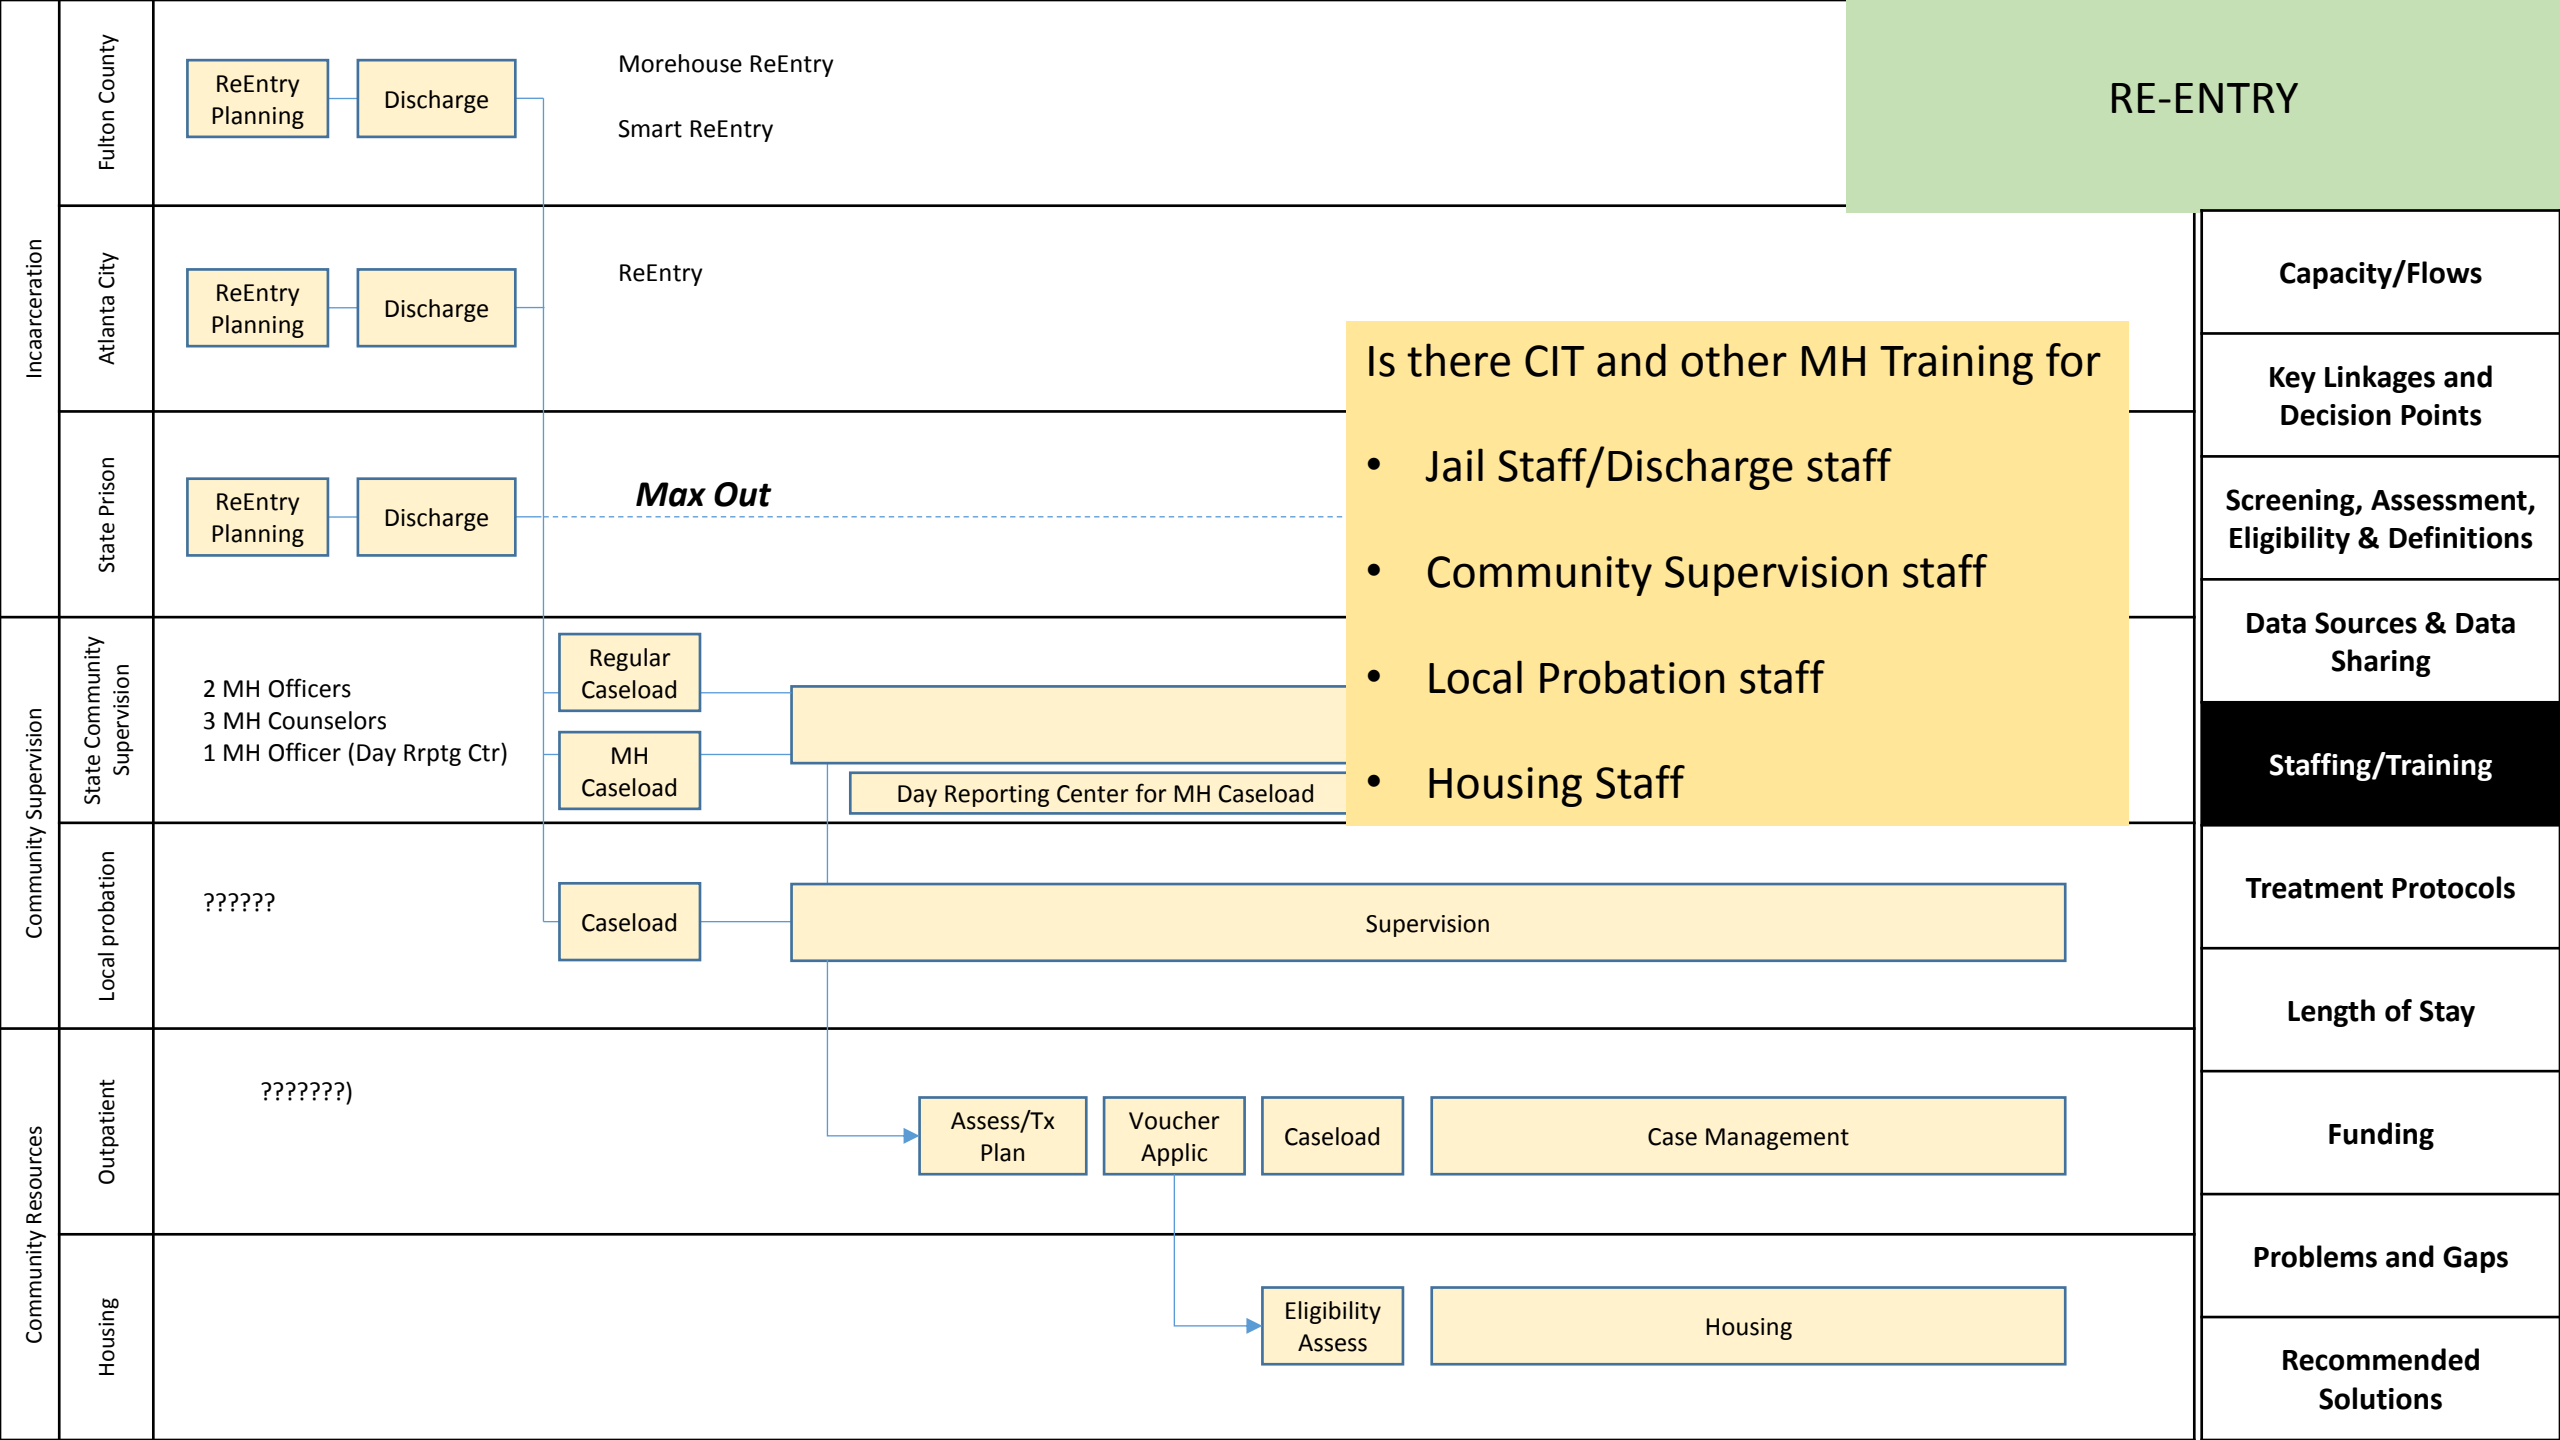 RE-ENTRY
Incarceration
Fulton County
ReEntry
Planning
Discharge
Morehouse ReEntry
Smart ReEntry
Atlanta City
ReEntry
Planning
Discharge
ReEntry
State Prison
ReEntry
Planning
Discharge
Max Out
Is there CIT and other MH Training for
• Jail Staff/Discharge staff
• Community Supervision staff
• Local Probation staff
• Housing Staff
Community Supervision
State Community
Supervision
2 MH Officers
3 MH Counselors
1 MH Officer (Day Rrptg Ctr)
Regular
Caseload
MH
Caseload
Day Reporting Center for MH Caseload
Local probation
??????
Caseload
Supervision
Community Resources
Outpatient
???????)
Assess/Tx
Plan
Voucher
Applic
Caseload
Case Management
Housing
Eligibility
Assess
Housing
Capacity/Flows
Key Linkages and
Decision Points
Screening, Assessment,
Eligibility & Definitions
Data Sources & Data
Sharing
Staffing/Training
Treatment Protocols
Length of Stay
Funding
Problems and Gaps
Recommended
Solutions